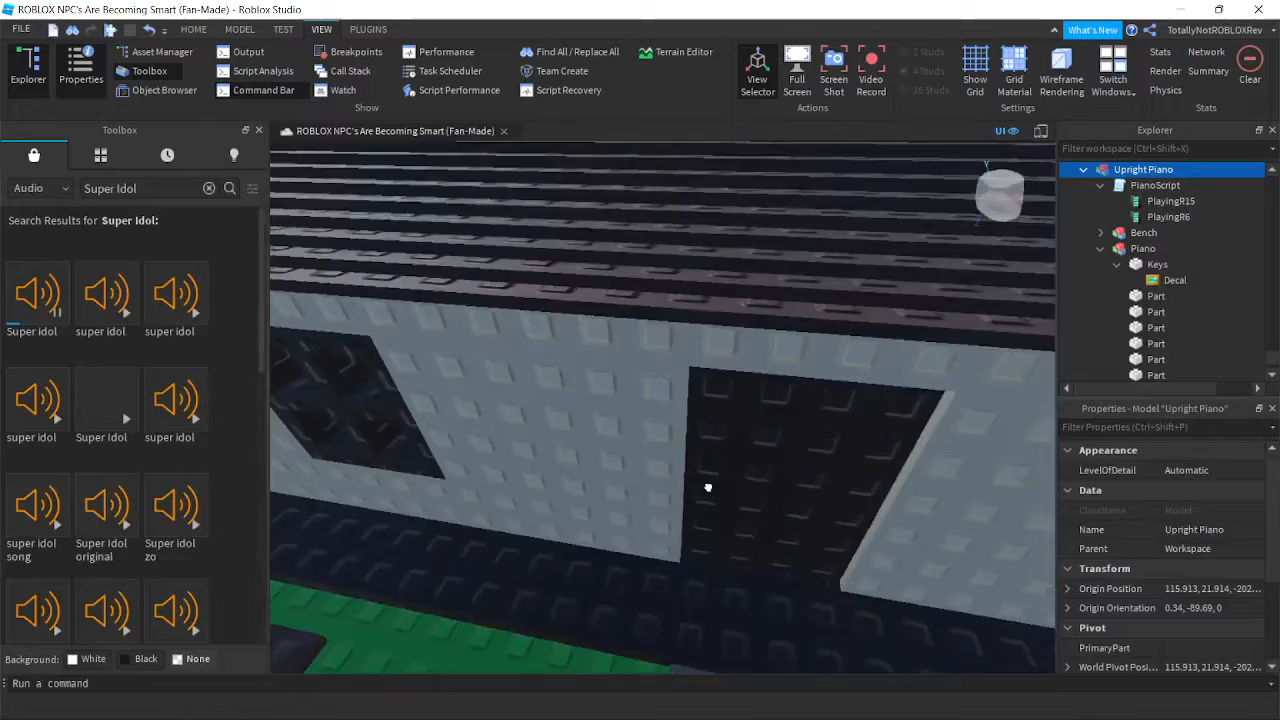 ROBLOX NPC's Are Becoming Smart (Fan-Made) - Roblox Studio
FILE
HOME
MODEL
TEST
VIEW
PLUGINS
What's New
TotallyNotROBLOXRev
Explorer
Properties
Asset Manager
Toolbox
Object Browser
Output
Script Analysis
Command Bar
Breakpoints
Call Stack
Watch
Performance
Task Scheduler
Script Performance
Find All / Replace All
Team Create
Script Recovery
Terrain Editor
Show
View Selector
Full Screen
Screen Shot
Video Record
Actions
2 Studs
4 Studs
16 Studs
Show Grid
Grid Material
Wireframe Rendering
Switch Windows
Settings
Stats
Network
Render
Summary
Physics
Clear
Stats
Toolbox
ROBLOX NPC's Are Becoming Smart (Fan-Made)
UI
Explorer
Audio
Super Idol
Search Results for Super Idol:
Super idol
super idol
super idol
super idol
Super Idol
super idol
super idol song
Super Idol original
Super Idol zo
Background:
White
Black
None
Run a command
Y
Filter workspace (Ctrl+Shift+X)
Upright Piano
PianoScript
PlayingR15
PlayingR6
Bench
Piano
Keys
Decal
Part
Part
Part
Part
Part
Part
Properties - Model "Upright Piano"
Filter Properties (Ctrl+Shift+P)
Appearance
LevelOfDetail Automatic
Data
ClassName Model
Name Upright Piano
Parent Workspace
Transform
Origin Position 115.913, 21.914, -202...
Origin Orientation 0.34, -89.69, 0
Pivot
PrimaryPart
World Pivot Posi... 115.913, 21.914, -202...